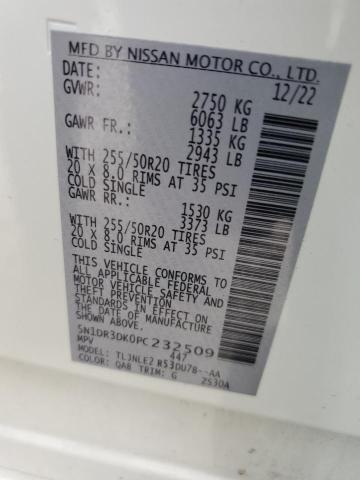 MFD BY NISSAN MOTOR CO., LTD.
DATE: 12/22
GVWR: 2750 KG
6063 LB
GAWR FR.: 1335 KG
2943 LB
WITH 255/50R20 TIRES
20 X 8.0 RIMS AT 35 PSI
COLD SINGLE
GAWR RR.: 1530 KG
3373 LB
WITH 255/50R20 TIRES
20 X 8.0 RIMS AT 35 PSI
COLD SINGLE
THIS VEHICLE CONFORMS TO
ALL APPLICABLE FEDERAL
MOTOR VEHICLE SAFETY
STANDARDS IN EFFECT ON
THE DATE OF MANUFACTURE
SHOWN ABOVE.
5N1DR3DK0PC232509
MPV 447
TLJNLE2 R53DU78--AA
COLOR: QAB TRIM: G 2S30A